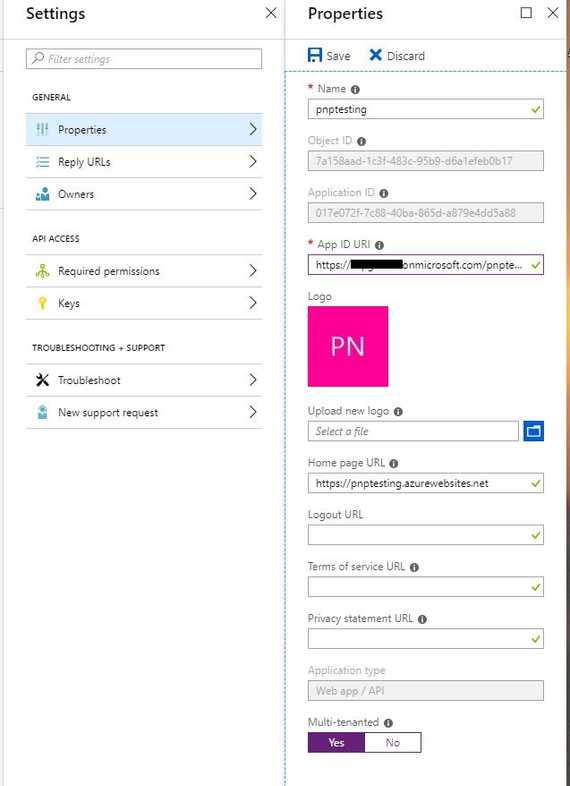 Settings
Filter settings
GENERAL
Properties
Reply URLs
Owners
API ACCESS
Required permissions
Keys
TROUBLESHOOTING + SUPPORT
Troubleshoot
New support request
Properties
Save Discard
* Name
pnptesting
Object ID
7a158aad-1c3f-483c-95b9-d6a1efeb0b17
Application ID
017e072f-7c88-40ba-865d-a879e4dd5a88
* App ID URI
https:// onmicrosoft.com/pnpte...
Logo
PN
Upload new logo
Select a file
Home page URL
https://pnptesting.azurewebsites.net
Logout URL
Terms of service URL
Privacy statement URL
Application type
Web app / API
Multi-tenanted
Yes No